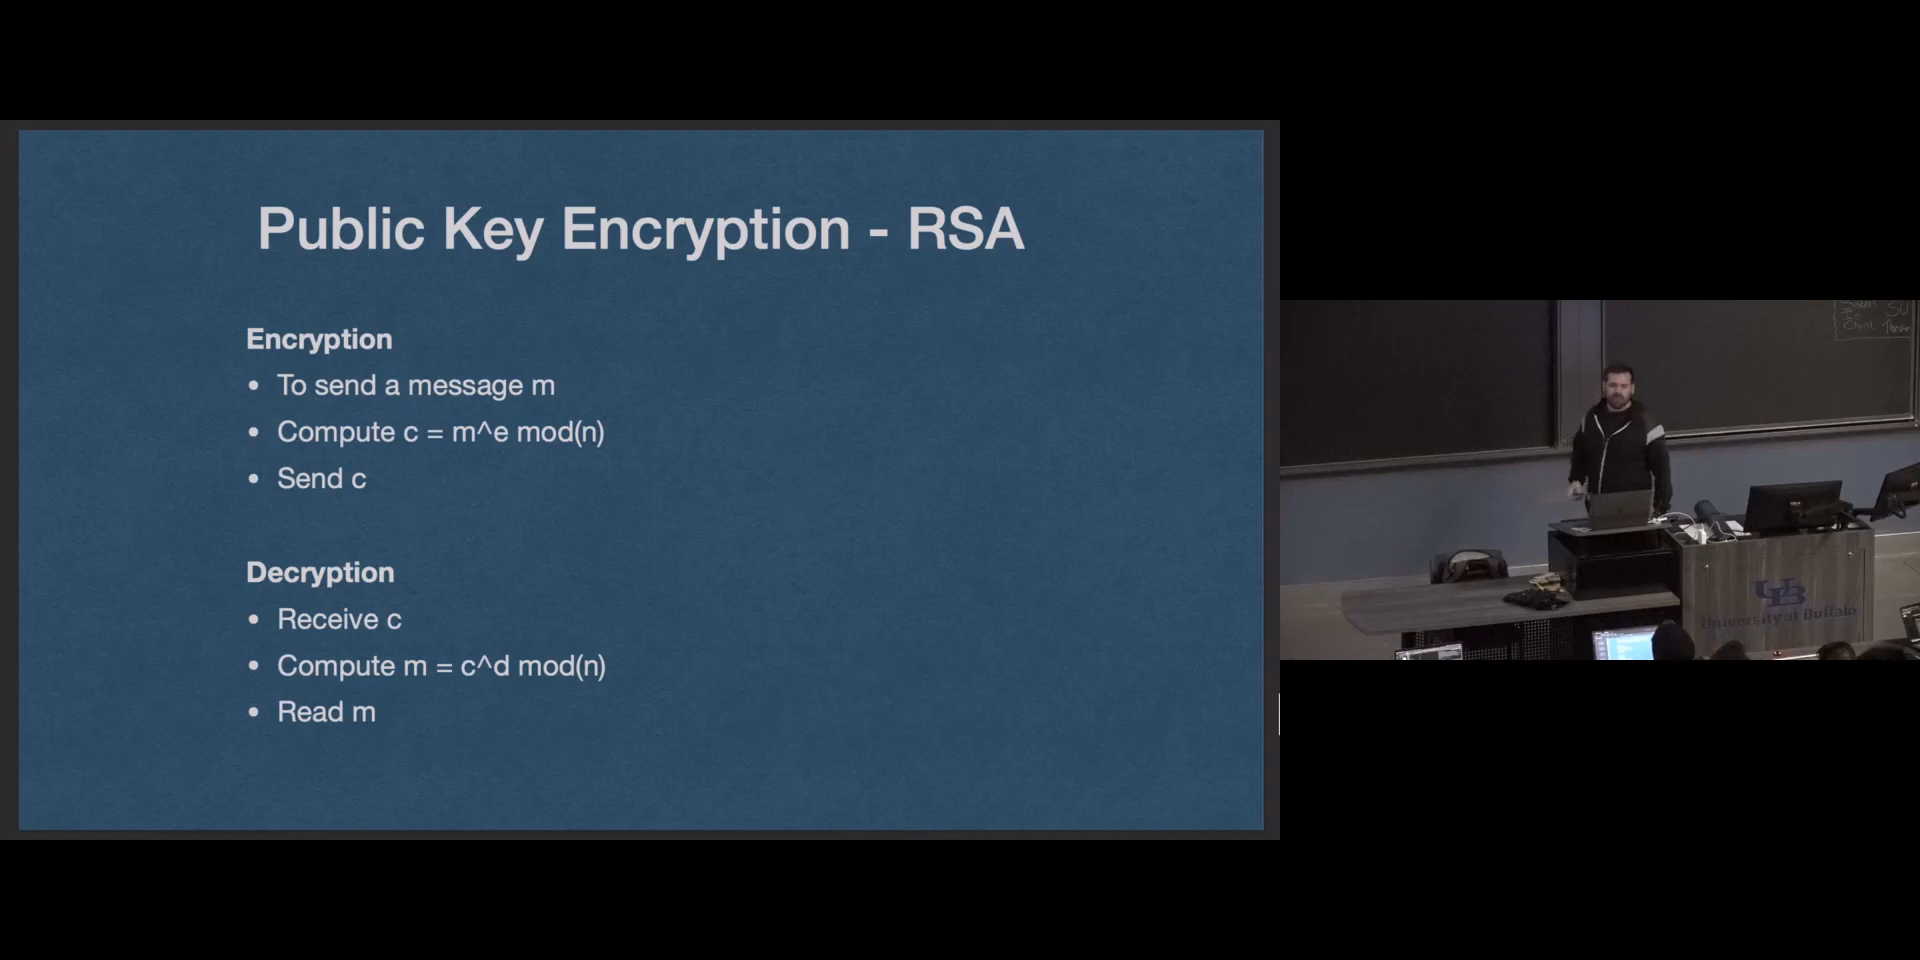 Public Key Encryption - RSA
Encryption
• To send a message m
• Compute c = m^e mod(n)
• Send c
Decryption
• Receive c
• Compute m = c^d mod(n)
• Read m
UB
University at Buffalo